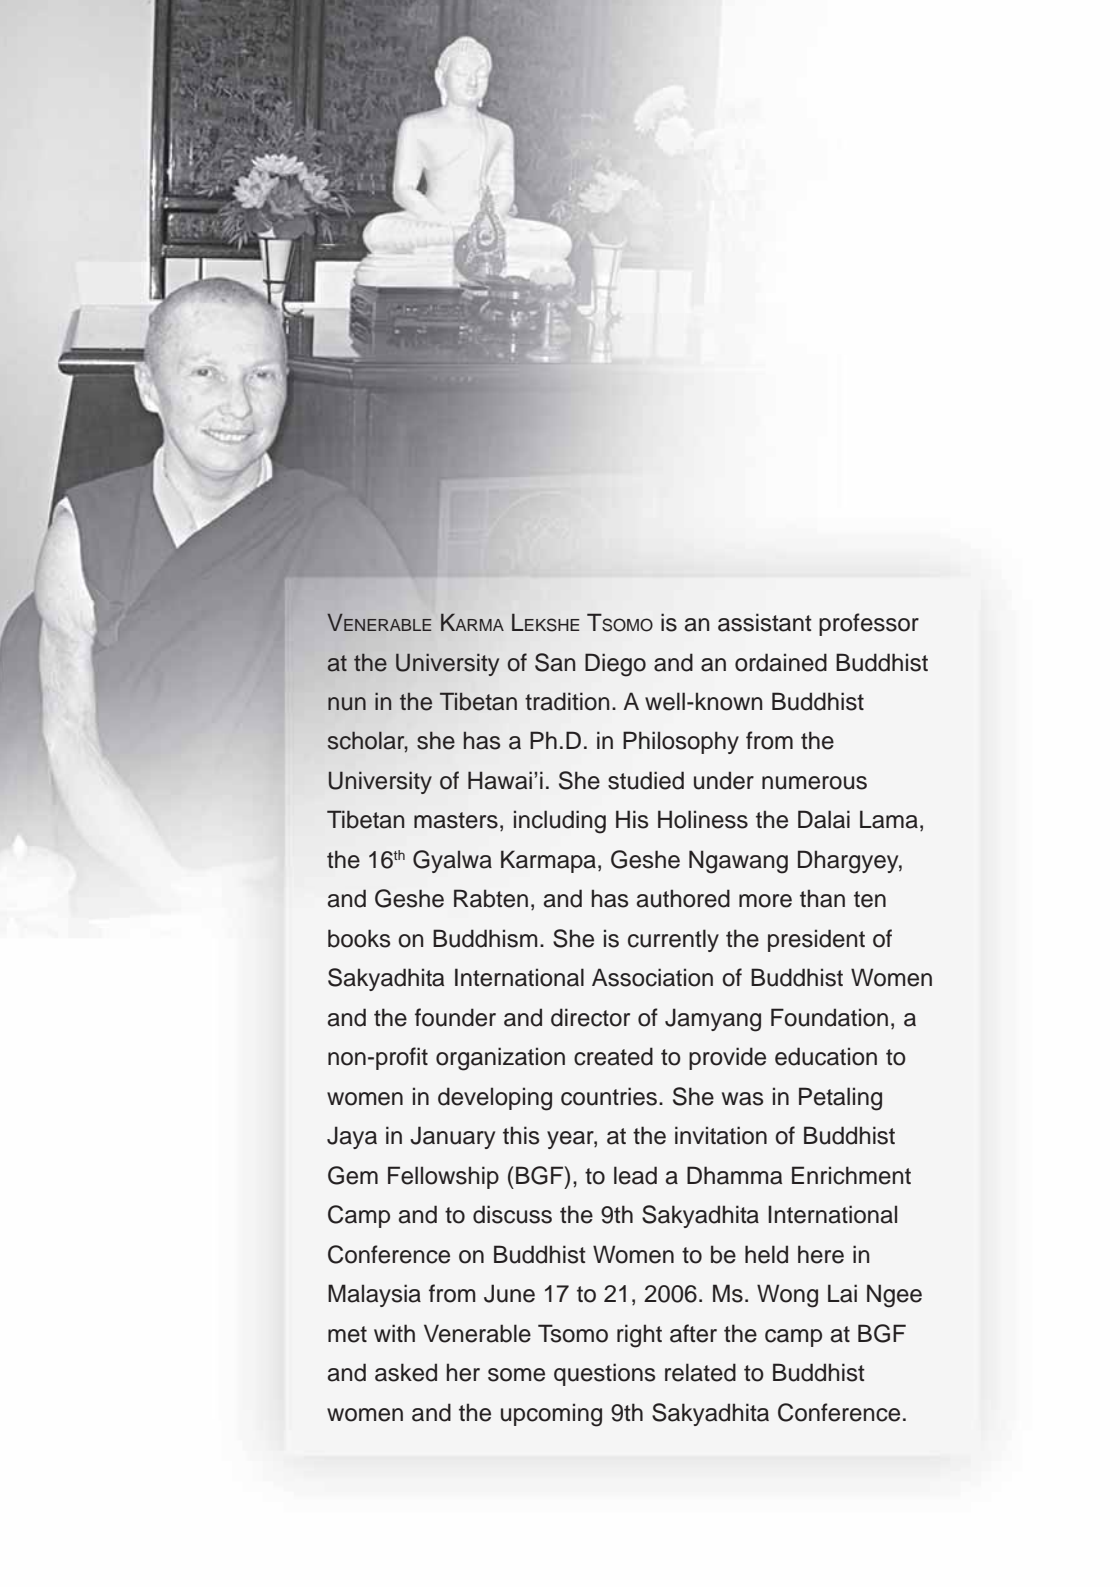 VENERABLE KARMA LEKSHE TSOMO is an assistant professor
at the University of San Diego and an ordained Buddhist
nun in the Tibetan tradition. A well-known Buddhist
scholar, she has a Ph.D. in Philosophy from the
University of Hawai’i. She studied under numerous
Tibetan masters, including His Holiness the Dalai Lama,
the 16th Gyalwa Karmapa, Geshe Ngawang Dhargyey,
and Geshe Rabten, and has authored more than ten
books on Buddhism. She is currently the president of
Sakyadhita International Association of Buddhist Women
and the founder and director of Jamyang Foundation, a
non-profit organization created to provide education to
women in developing countries. She was in Petaling
Jaya in January this year, at the invitation of Buddhist
Gem Fellowship (BGF), to lead a Dhamma Enrichment
Camp and to discuss the 9th Sakyadhita International
Conference on Buddhist Women to be held here in
Malaysia from June 17 to 21, 2006. Ms. Wong Lai Ngee
met with Venerable Tsomo right after the camp at BGF
and asked her some questions related to Buddhist
women and the upcoming 9th Sakyadhita Conference.